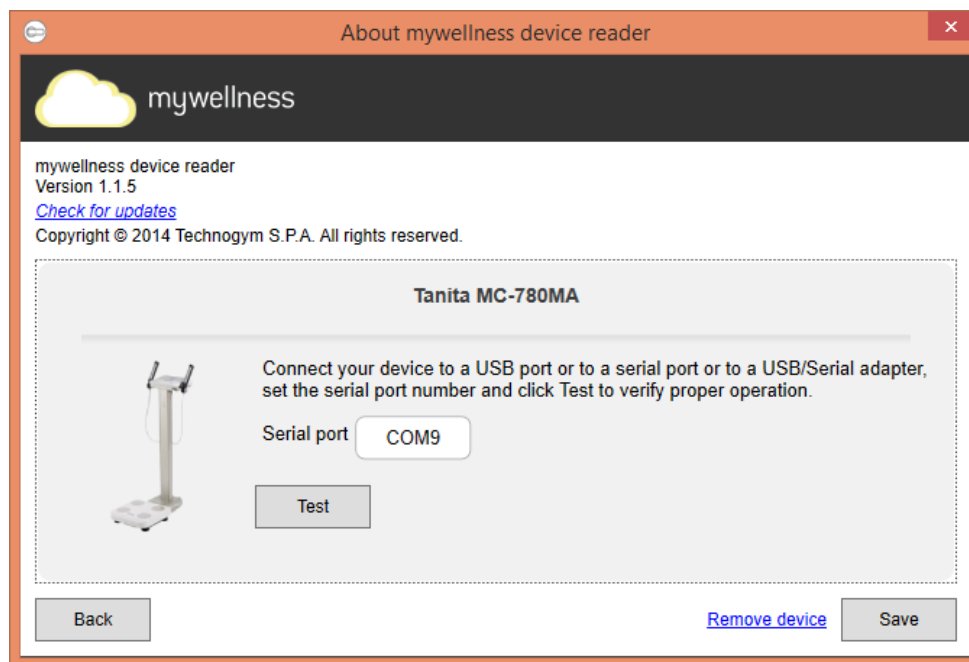 About mywellness device reader
mywellness
mywellness device reader
Version 1.1.5
Check for updates
Copyright © 2014 Technogym S.P.A. All rights reserved.
Tanita MC-780MA
Connect your device to a USB port or to a serial port or to a USB/Serial adapter,
set the serial port number and click Test to verify proper operation.
Serial port COM9
Test
Back Remove device Save